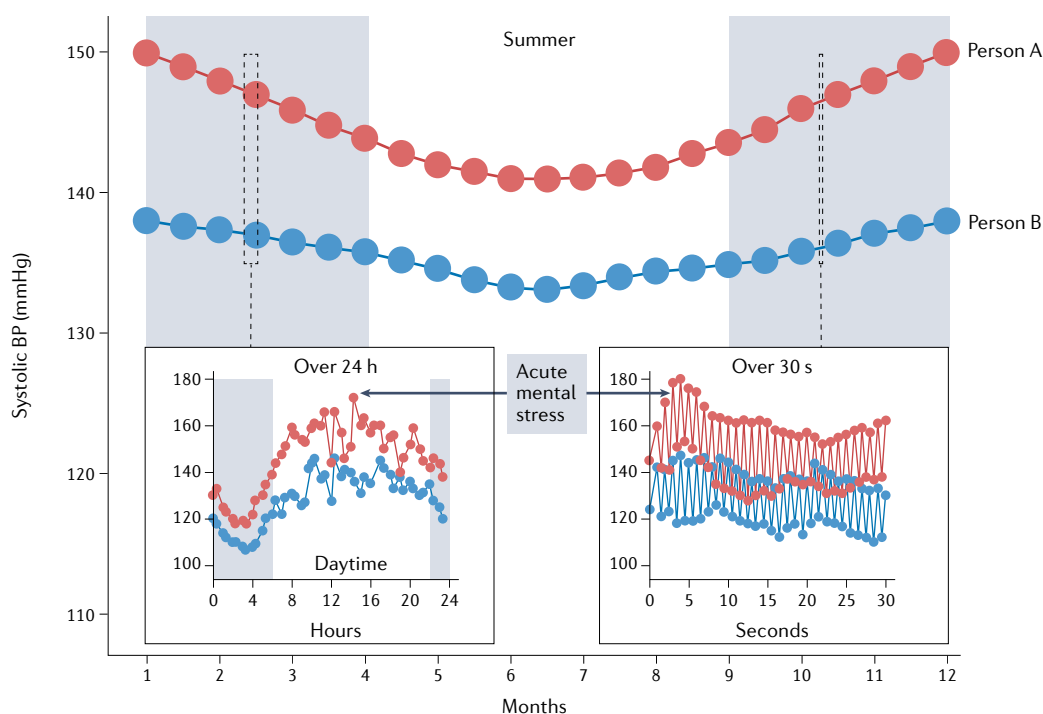 Summer
Person A
Person B
Systolic BP (mmHg)
150
140
130
120
110
Over 24 h
180
160
140
120
100
Daytime
0 4 8 12 16 20 24
Hours
Acute
mental
stress
Over 30 s
180
160
140
120
100
0 5 10 15 20 25 30
Seconds
1 2 3 4 5 6 7 8 9 10 11 12
Months